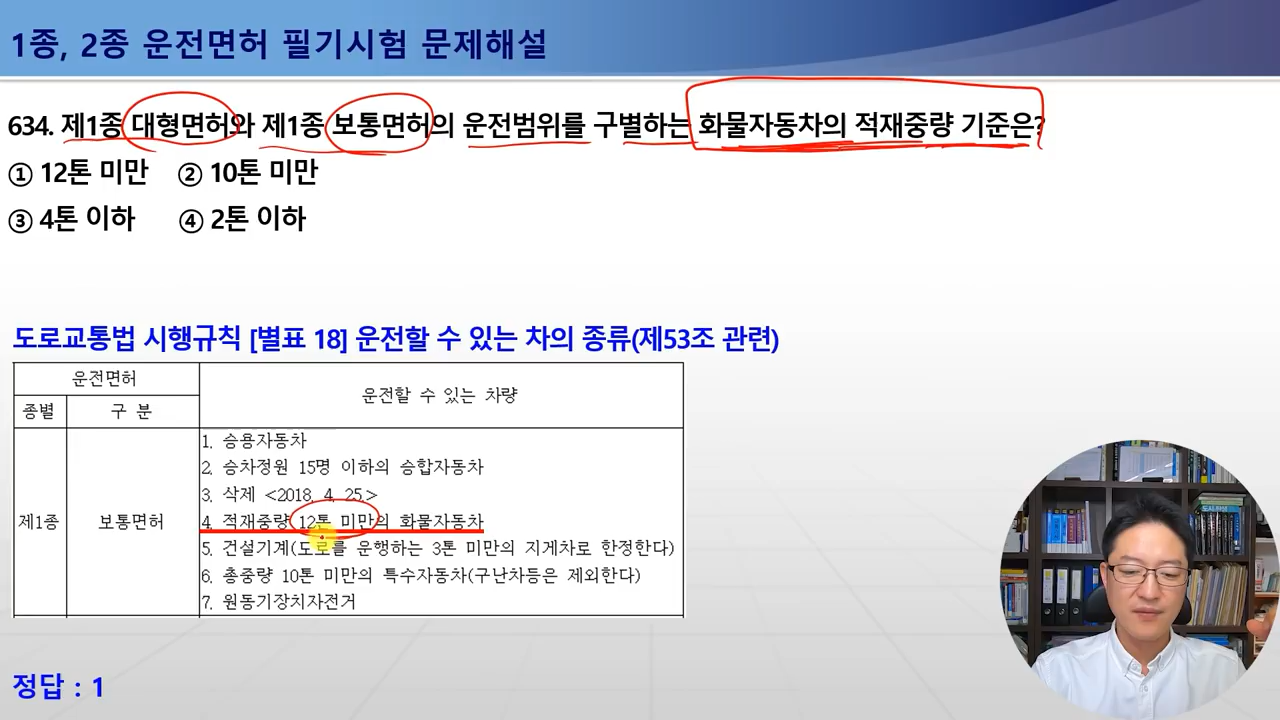 1종, 2종 운전면허 필기시험 문제해설
634. 제1종 대형면허와 제1종 보통면허의 운전범위를 구별하는 화물자동차의 적재중량 기준은?
① 12톤 미만 ② 10톤 미만
③ 4톤 이하 ④ 2톤 이하
도로교통법 시행규칙 [별표 18] 운전할 수 있는 차의 종류(제53조 관련)
운전면허
운전할 수 있는 차량
종별 구 분
제1종 보통면허
1. 승용자동차
2. 승차정원 15명 이하의 승합자동차
3. 삭제 <2018. 4. 25.>
4. 적재중량 12톤 미만의 화물자동차
5. 건설기계(도로를 운행하는 3톤 미만의 지게차로 한정한다)
6. 총중량 10톤 미만의 특수자동차(구난차등은 제외한다)
7. 원동기장치자전거
정답 : 1